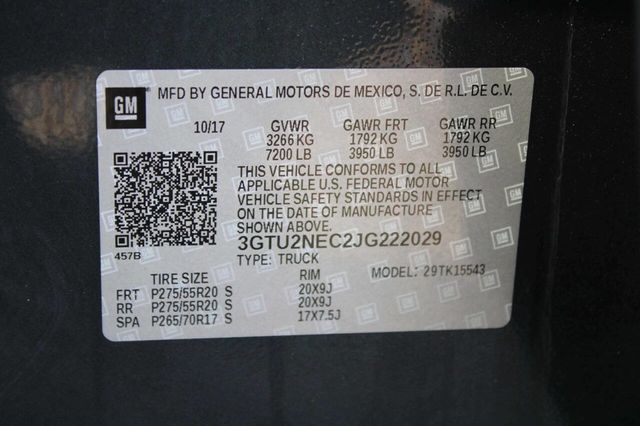 GM
MFD BY GENERAL MOTORS DE MEXICO, S. DE R.L. DE C.V.
10/17 GVWR GAWR FRT GAWR RR
3266 KG 1792 KG 1792 KG
7200 LB 3950 LB 3950 LB
THIS VEHICLE CONFORMS TO ALL
APPLICABLE U.S. FEDERAL MOTOR
VEHICLE SAFETY STANDARDS IN EFFECT
ON THE DATE OF MANUFACTURE
SHOWN ABOVE.
457B 3GTU2NEC2JG222029
TYPE: TRUCK
TIRE SIZE RIM MODEL: 29TK15543
FRT P275/55R20 S 20X9J
RR P275/55R20 S 20X9J
SPA P265/70R17 S 17X7.5J